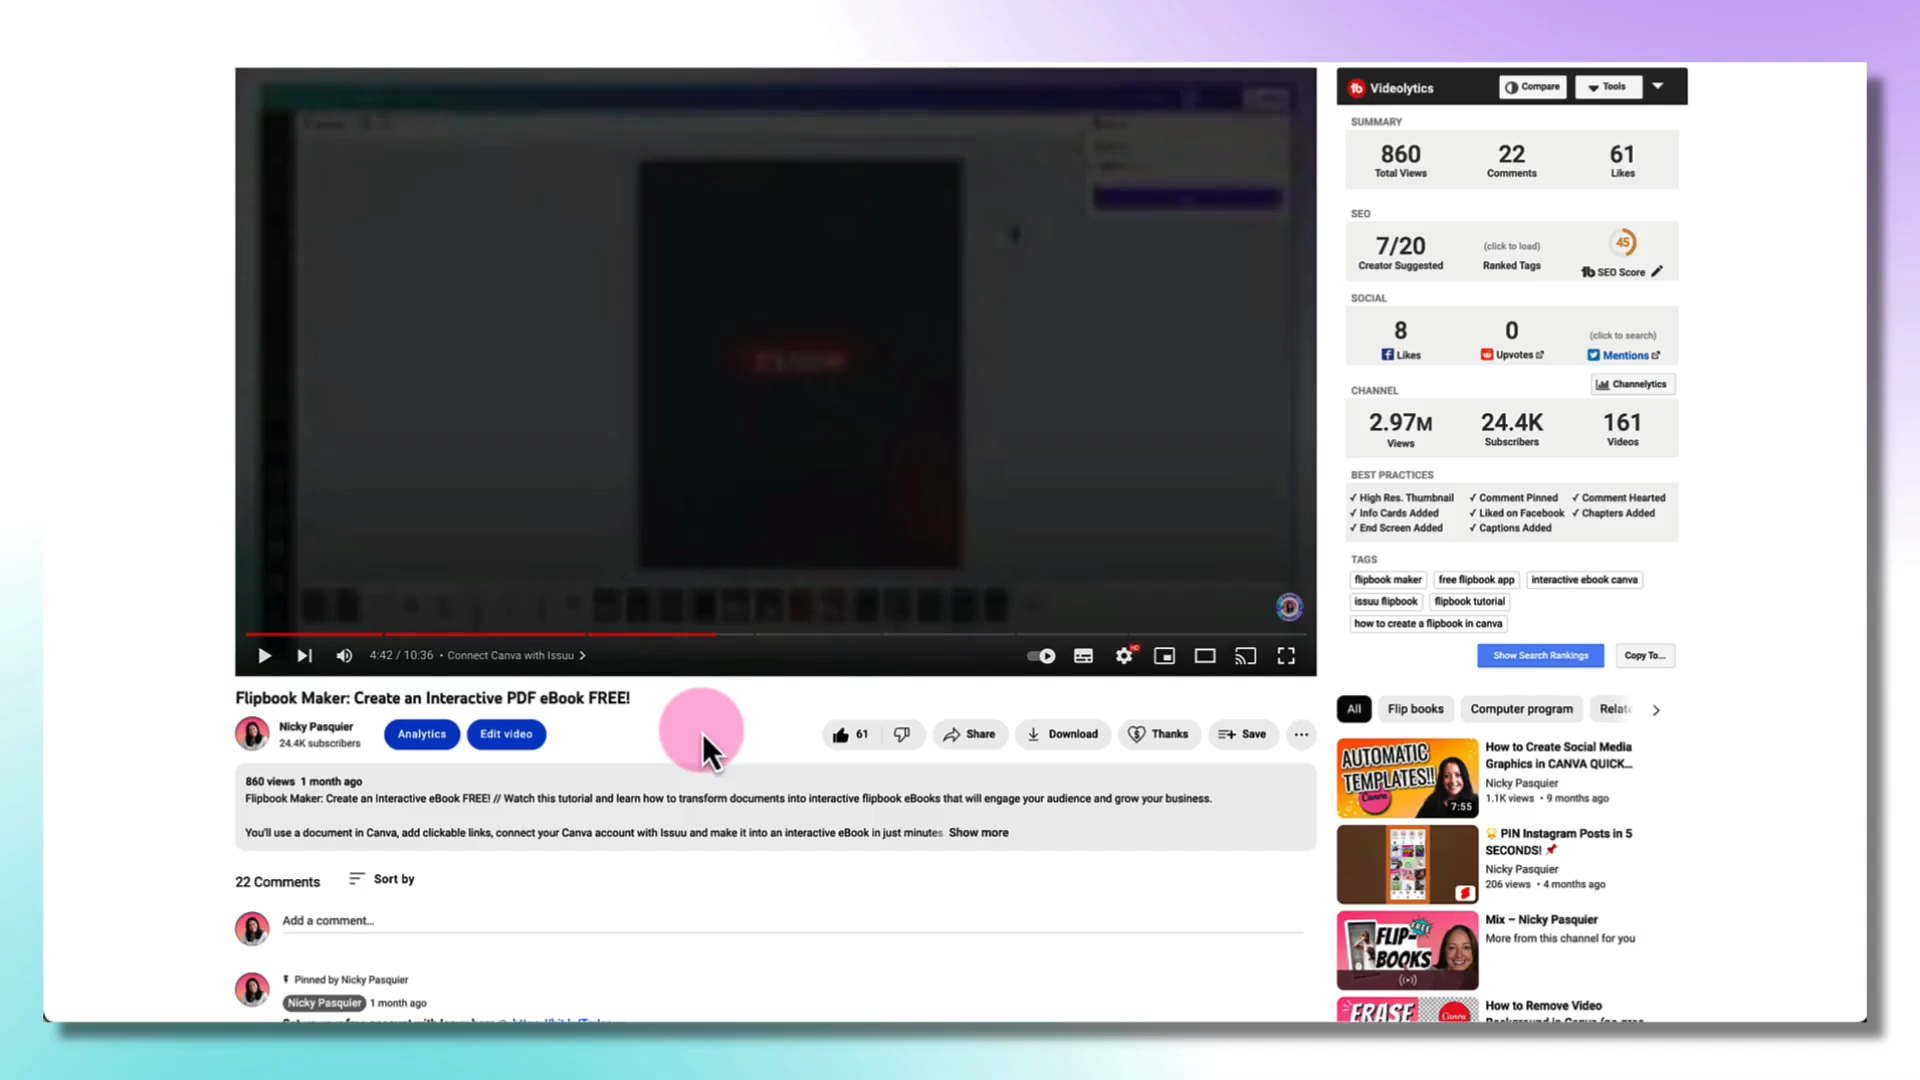 Videolytics
Compare
Tools
SUMMARY
860
Total Views
22
Comments
61
Likes
SEO
7/20
Creator Suggested
(click to load)
Ranked Tags
45
SEO Score
SOCIAL
8
Likes
0
Upvotes
(click to search)
Mentions
CHANNEL
Channelytics
2.97M
Views
24.4K
Subscribers
161
Videos
BEST PRACTICES
✓ High Res. Thumbnail ✓ Comment Pinned ✓ Comment Hearted
✓ Info Cards Added ✓ Liked on Facebook ✓ Chapters Added
✓ End Screen Added ✓ Captions Added
TAGS
flipbook maker free flipbook app interactive ebook canva
issuu flipbook flipbook tutorial
how to create a flipbook in canva
Show Search Rankings Copy To...
4:42 / 10:36 • Connect Canva with Issuu
HD
Flipbook Maker: Create an Interactive PDF eBook FREE!
Nicky Pasquier
24.4K subscribers
Analytics
Edit video
61
Share
Download
Thanks
Save
860 views 1 month ago
Flipbook Maker: Create an Interactive eBook FREE! // Watch this tutorial and learn how to transform documents into interactive flipbook eBooks that will engage your audience and grow your business.
You'll use a document in Canva, add clickable links, connect your Canva account with Issuu and make it into an interactive eBook in just minutes. Show more
22 Comments
Sort by
Add a comment...
Pinned by Nicky Pasquier
Nicky Pasquier 1 month ago
All Flip books Computer program
AUTOMATIC
TEMPLATES!!
Canva
7:55
How to Create Social Media
Graphics in CANVA QUICK...
Nicky Pasquier
1.1K views • 9 months ago
PIN Instagram Posts in 5
SECONDS!
Nicky Pasquier
206 views • 4 months ago
FLIP-
BOOKS
FREE
Mix – Nicky Pasquier
More from this channel for you
ERASE
Canva
How to Remove Video